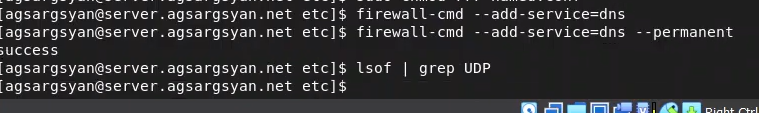 [agsargsyan@server.agsargsyan.net etc]$ firewall-cmd --add-service=dns
[agsargsyan@server.agsargsyan.net etc]$ firewall-cmd --add-service=dns --permanent
success
[agsargsyan@server.agsargsyan.net etc]$ lsof | grep UDP
[agsargsyan@server.agsargsyan.net etc]$
Right Ctrl